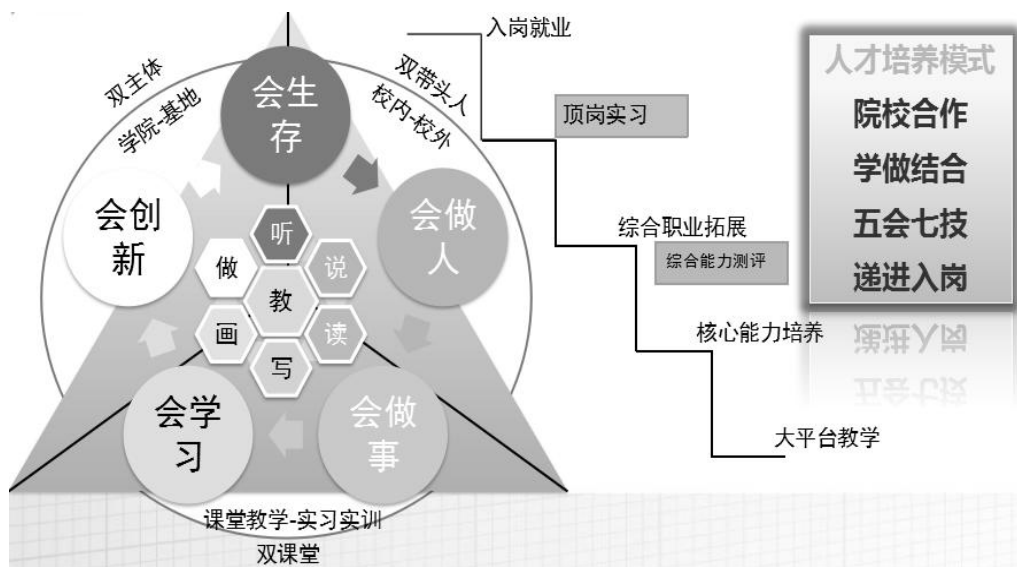 双主体
学院-基地
双带头人
校内-校外
会生
存
会做
人
会做
事
会学
习
会创
新
听
说
读
写
画
做
教
课堂教学-实习实训
双课堂
入岗就业
顶岗实习
综合职业拓展
综合能力测评
核心能力培养
大平台教学
人才培养模式
院校合作
学做结合
五会七技
递进入岗